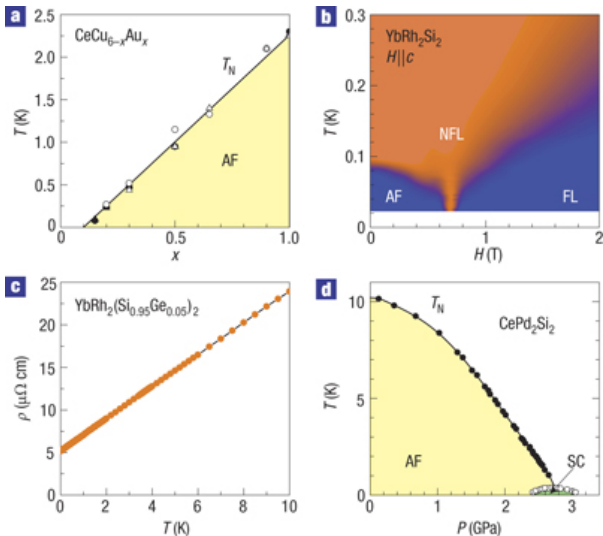 a
CeCu₆₋ₓAuₓ
T_N
AF
T (K)
2.5
2.0
1.5
1.0
0.5
0
0
0.5
1.0
x
b
YbRh₂Si₂
H||c
NFL
AF
FL
T (K)
0.3
0.2
0.1
0
0
1
2
H (T)
c
YbRh₂(Si₀.₉₅Ge₀.₀₅)₂
ρ (μΩ cm)
25
20
15
10
5
0
0
2
4
6
8
10
T (K)
d
T_N
CePd₂Si₂
AF
SC
T (K)
10
5
0
0
1
2
3
P (GPa)